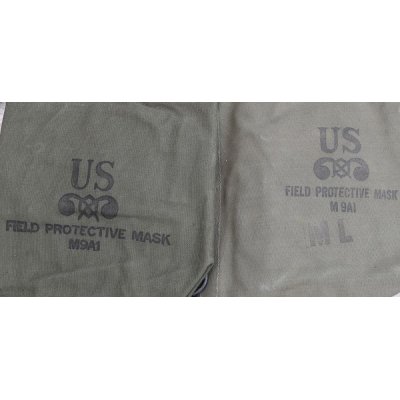 US
FIELD PROTECTIVE MASK
M9A1
US
FIELD PROTECTIVE MASK
M9A1
M L